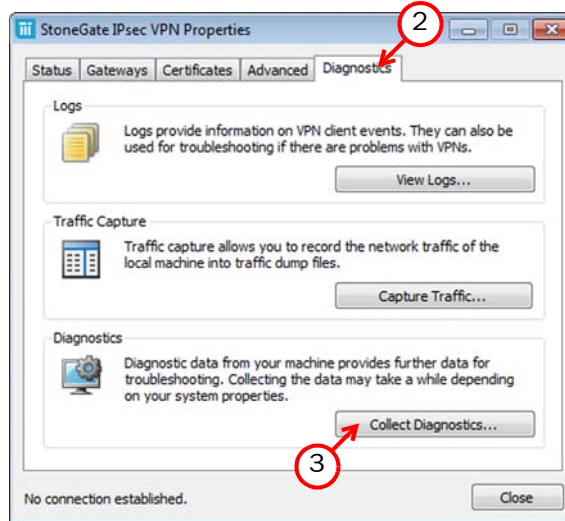 StoneGate IPsec VPN Properties
2
Status Gateways Certificates Advanced Diagnostics
Logs
Logs provide information on VPN client events. They can also be
used for troubleshooting if there are problems with VPNs.
View Logs...
Traffic Capture
Traffic capture allows you to record the network traffic of the
local machine into traffic dump files.
Capture Traffic...
Diagnostics
Diagnostic data from your machine provides further data for
troubleshooting. Collecting the data may take a while depending
on your system properties.
Collect Diagnostics...
3
No connection established.
Close